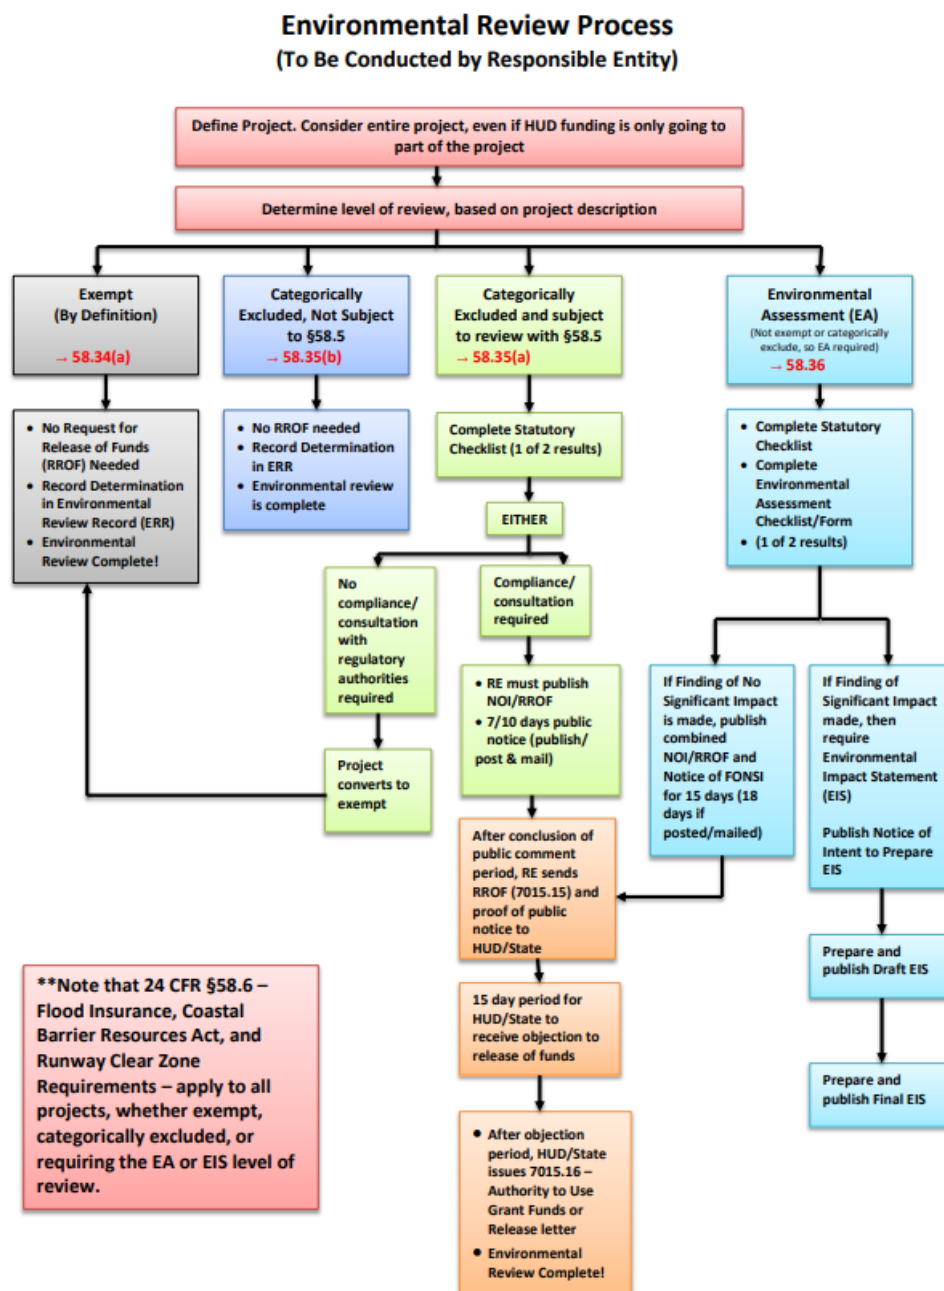 Environmental Review Process
(To Be Conducted by Responsible Entity)
Define Project. Consider entire project, even if HUD funding is only going to
part of the project
Determine level of review, based on project description
Exempt
(By Definition)
→ 58.34(a)
Categorically
Excluded, Not Subject
to §58.5
→ 58.35(b)
Categorically
Excluded and subject
to review with §58.5
→ 58.35(a)
Environmental
Assessment (EA)
(Not exempt or categorically
exclude, so EA required)
→ 58.36
• No Request for
Release of Funds
(RROF) Needed
• Record Determination
in Environmental
Review Record (ERR)
• Environmental
Review Complete!
• No RROF needed
• Record Determination
in ERR
• Environmental review
is complete
Complete Statutory
Checklist (1 of 2 results)
• Complete Statutory
Checklist
• Complete
Environmental
Assessment
Checklist/Form
• (1 of 2 results)
EITHER
No
compliance/
consultation
with
regulatory
authorities
required
Compliance/
consultation
required
Project
converts to
exempt
• RE must publish
NOI/RROF
• 7/10 days public
notice (publish/
post & mail)
If Finding of No
Significant Impact
is made, publish
combined
NOI/RROF and
Notice of FONSI
for 15 days (18
days if
posted/mailed)
If Finding of
Significant Impact
made, then
require
Environmental
Impact Statement
(EIS)
Publish Notice of
Intent to Prepare
EIS
After conclusion of
public comment
period, RE sends
RROF (7015.15) and
proof of public
notice to
HUD/State
Prepare and
publish Draft EIS
15 day period for
HUD/State to
receive objection to
release of funds
Prepare and
publish Final EIS
• After objection
period, HUD/State
issues 7015.16 –
Authority to Use
Grant Funds or
Release letter
• Environmental
Review Complete!
**Note that 24 CFR §58.6 –
Flood Insurance, Coastal
Barrier Resources Act, and
Runway Clear Zone
Requirements – apply to all
projects, whether exempt,
categorically excluded, or
requiring the EA or EIS level of
review.